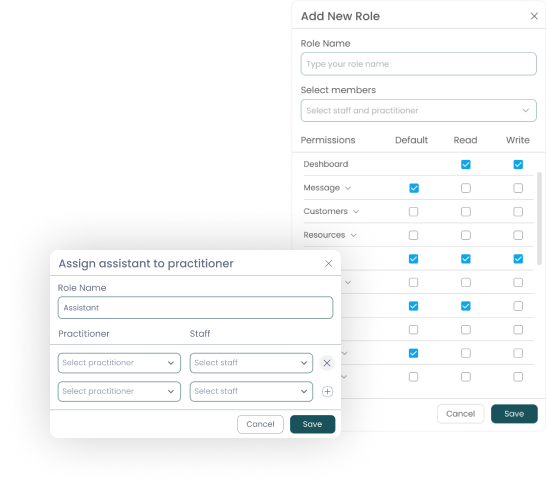 Add New Role
Role Name
Type your role name
Select members
Select staff and practitioner
Permissions Default Read Write
Deshboard
Message
Customers
Resources
Assign assistant to practitioner
Role Name
Assistant
Practitioner Staff
Select practitioner Select staff
Select practitioner Select staff
Cancel Save
Cancel Save